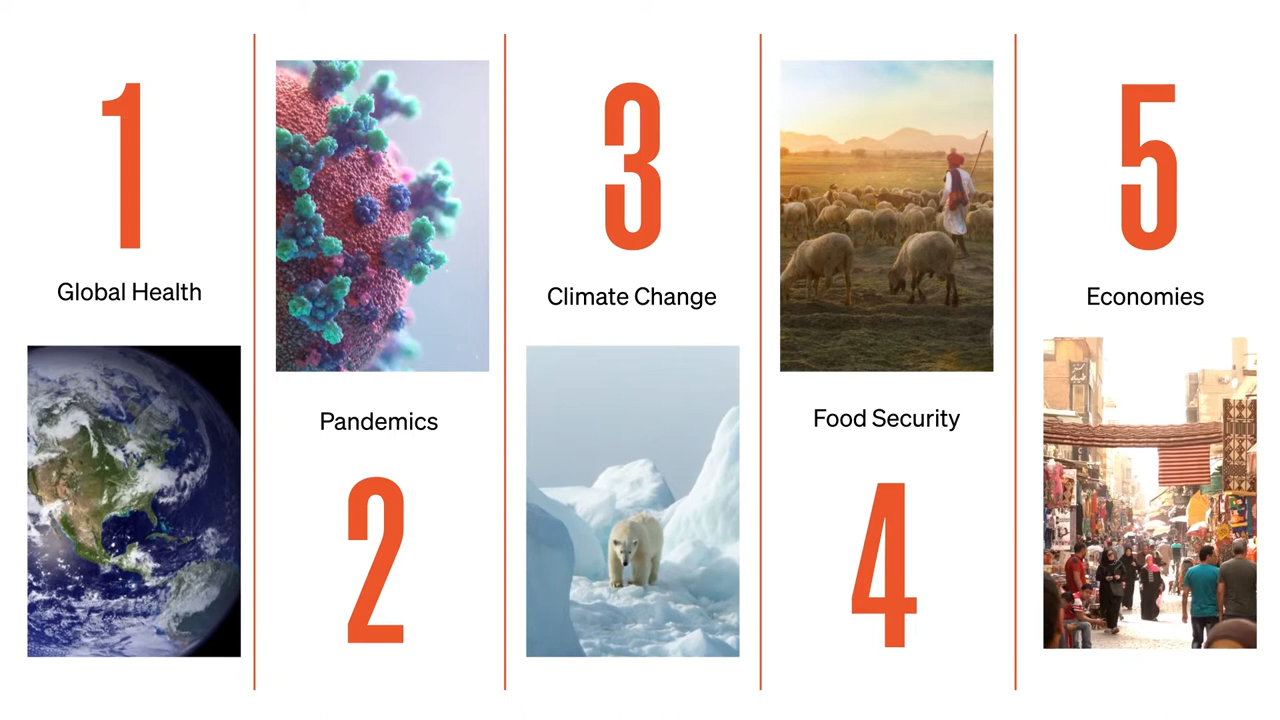 1
Global Health
Pandemics
2
3
Climate Change
Food Security
4
5
Economies